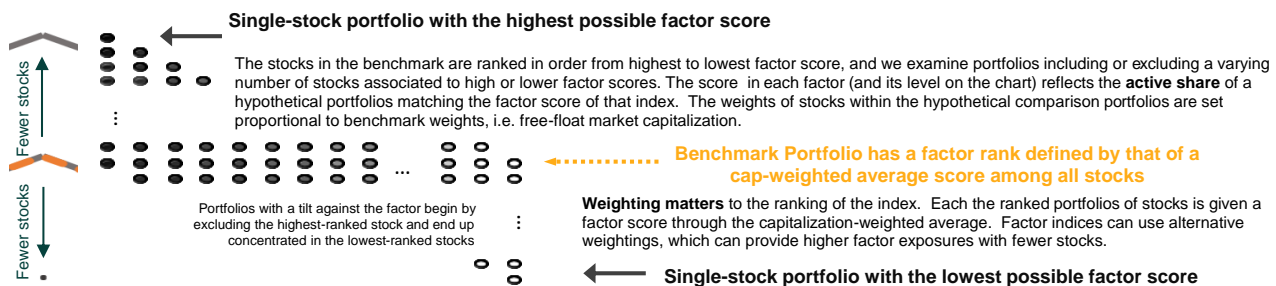 Single-stock portfolio with the highest possible factor score
The stocks in the benchmark are ranked in order from highest to lowest factor score, and we examine portfolios including or excluding a varying
number of stocks associated to high or lower factor scores. The score in each factor (and its level on the chart) reflects the active share of a
hypothetical portfolios matching the factor score of that index. The weights of stocks within the hypothetical comparison portfolios are set
proportional to benchmark weights, i.e. free-float market capitalization.
Fewer stocks
...
...
Benchmark Portfolio has a factor rank defined by that of a
cap-weighted average score among all stocks
Fewer stocks
Portfolios with a tilt against the factor begin by
excluding the highest-ranked stock and end up
concentrated in the lowest-ranked stocks
...
Weighting matters to the ranking of the index. Each the ranked portfolios of stocks is given a
factor score through the capitalization-weighted average. Factor indices can use alternative
weightings, which can provide higher factor exposures with fewer stocks.
Single-stock portfolio with the lowest possible factor score